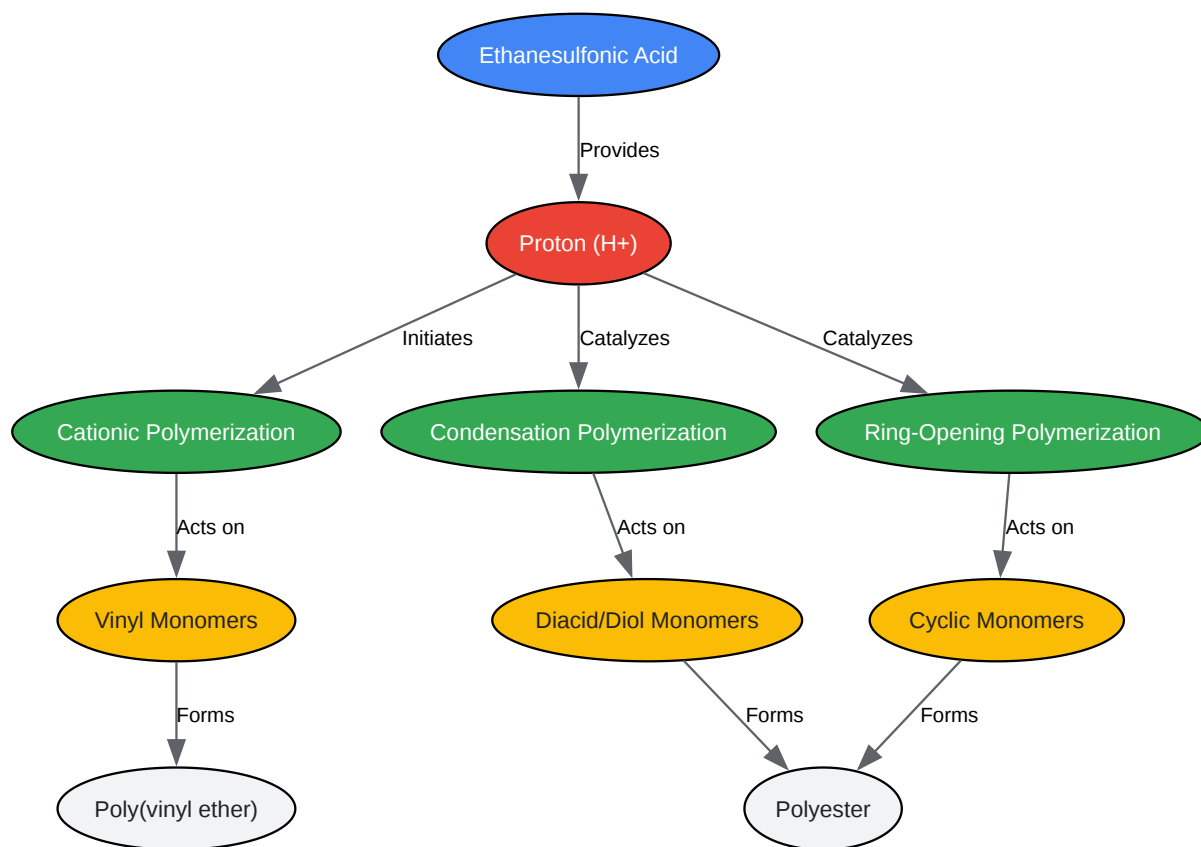 Ethanesulfonic Acid
Provides
Proton (H+)
Initiates
Catalyzes
Catalyzes
Cationic Polymerization
Condensation Polymerization
Ring-Opening Polymerization
Acts on
Acts on
Acts on
Vinyl Monomers
Diacid/Diol Monomers
Cyclic Monomers
Forms
Forms
Forms
Poly(vinyl ether)
Polyester